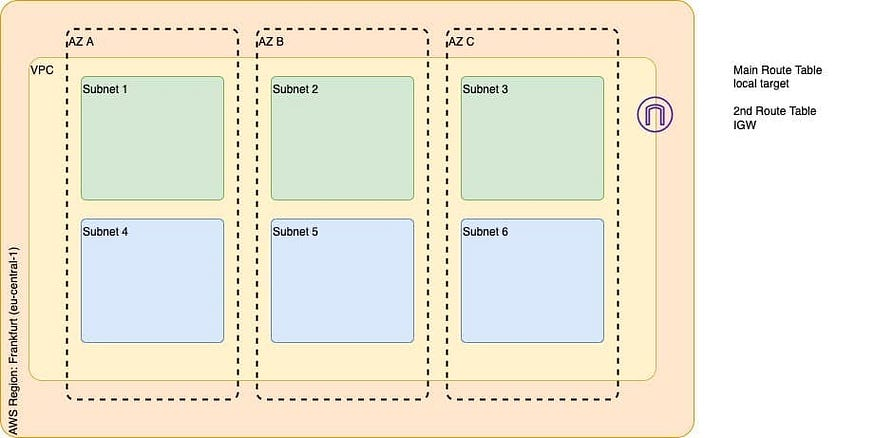 AZ A
AZ B
AZ C
VPC
Subnet 1
Subnet 2
Subnet 3
Subnet 4
Subnet 5
Subnet 6
AWS Region: Frankfurt (eu-central-1)
Main Route Table
local target
2nd Route Table
IGW